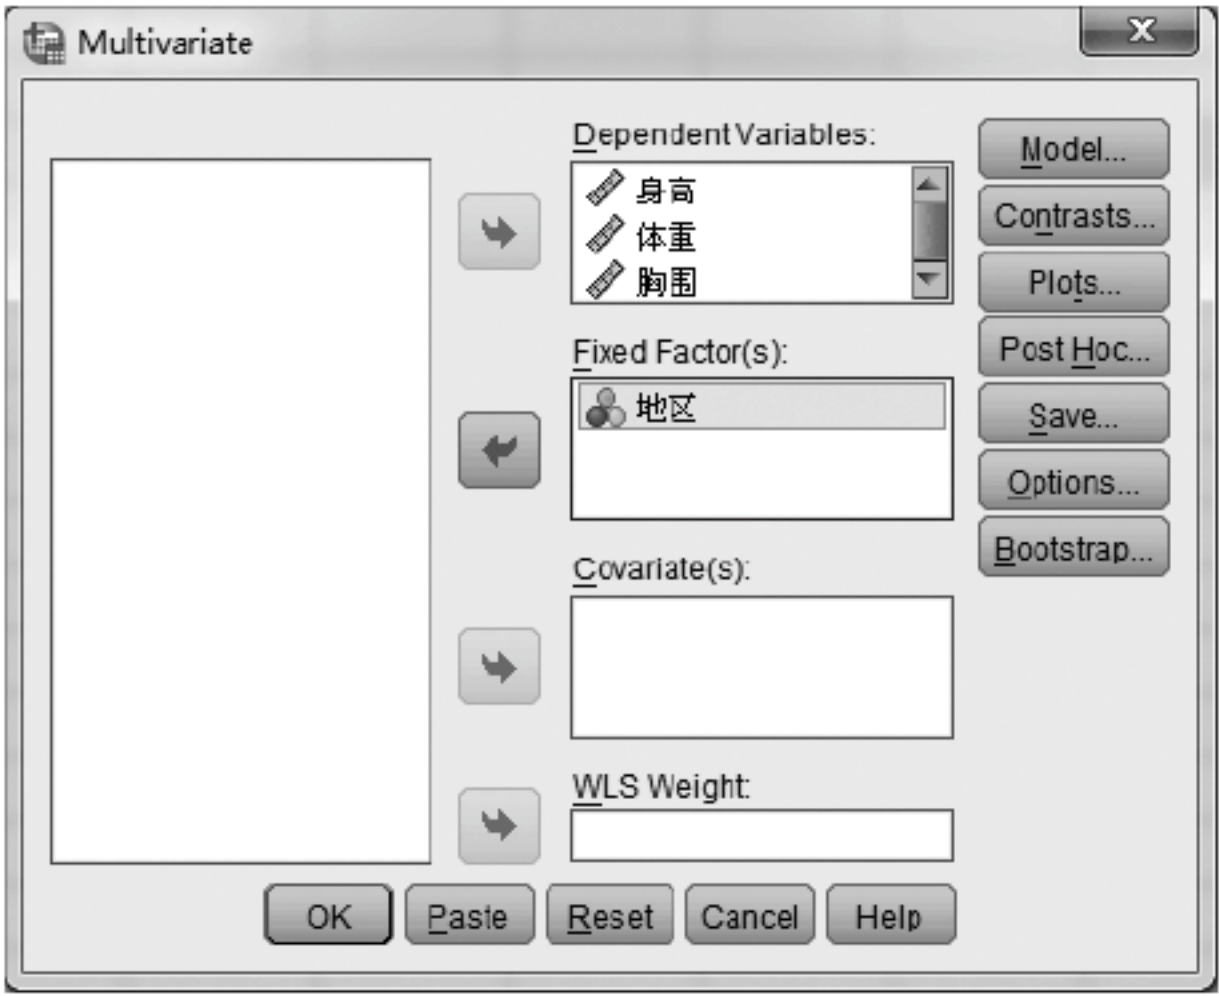 Multivariate
Dependent Variables:
身高
体重
胸围
Fixed Factor(s):
地区
Covariate(s):
WLS Weight:
Model...
Contrasts...
Plots...
Post Hoc...
Save...
Options...
Bootstrap...
OK Paste Reset Cancel Help